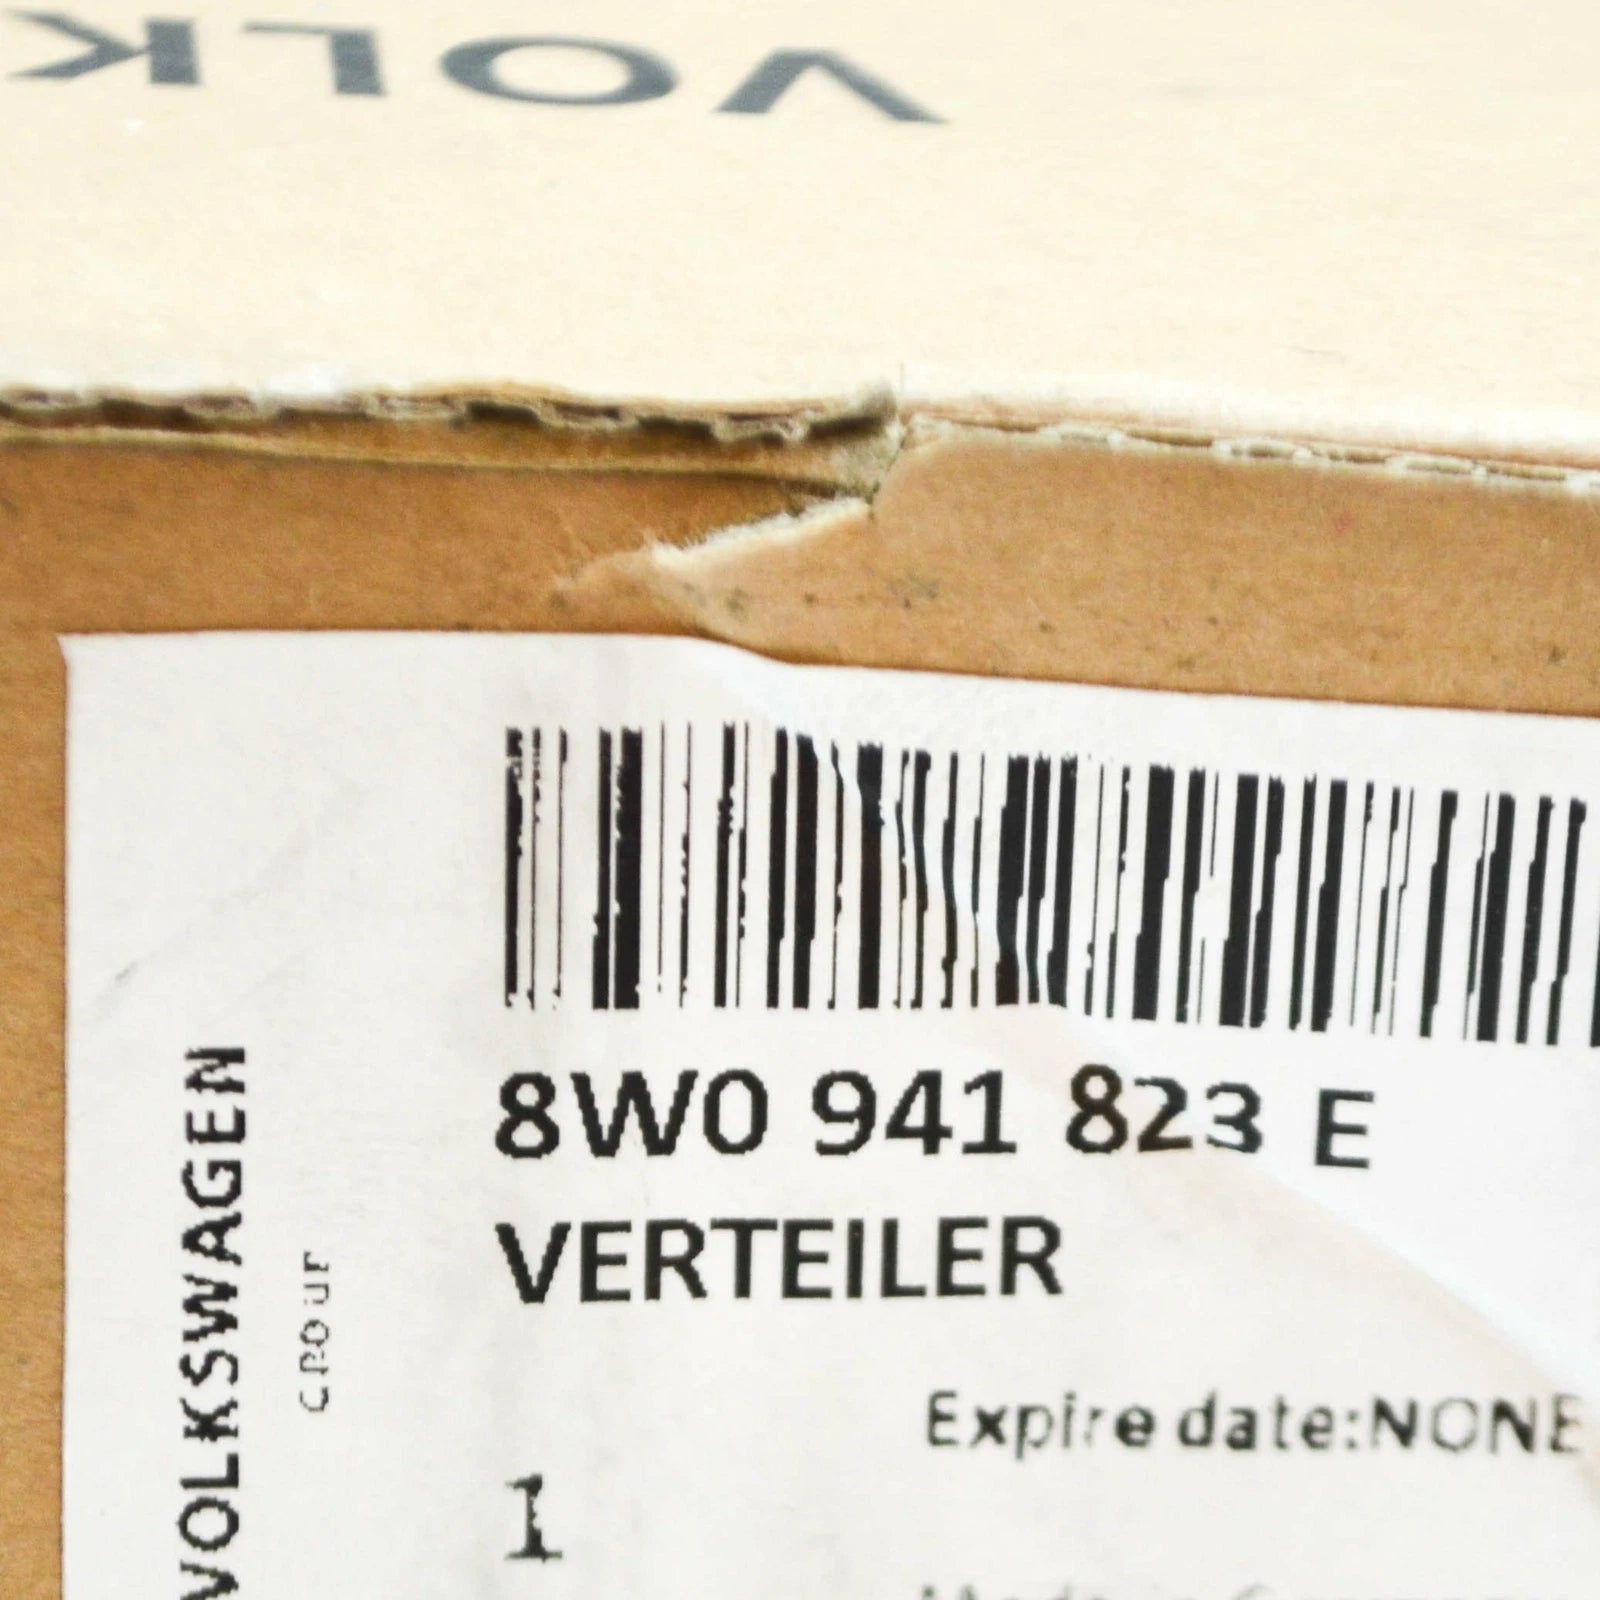 VOLK
8W0 941 823 E
VERTEILER
Expire date:NONE
1
VOLKSWAGEN
GROUP